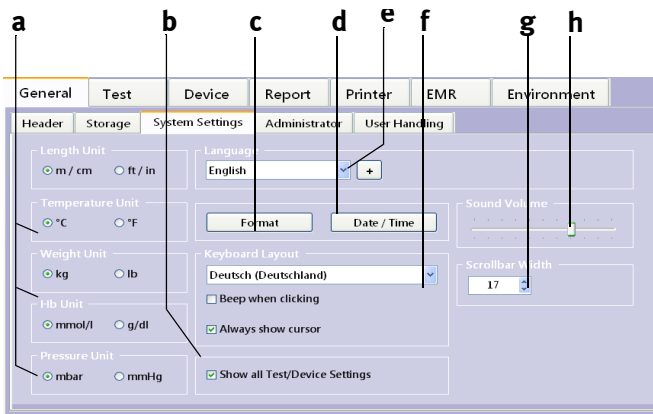 a b c d e f g h
General Test Device Report Printer EMR Environment
Header Storage System Settings Administrator User Handling
Length Unit
m / cm ft / in
Language
English +
Temperature Unit
°C °F
Format Date / Time
Sound Volume
Weight Unit
kg lb
Keyboard Layout
Deutsch (Deutschland)
Beep when clicking
Always show cursor
Scrollbar Width
17
Hb Unit
mmol/l g/dl
Pressure Unit
mbar mmHg
Show all Test/Device Settings